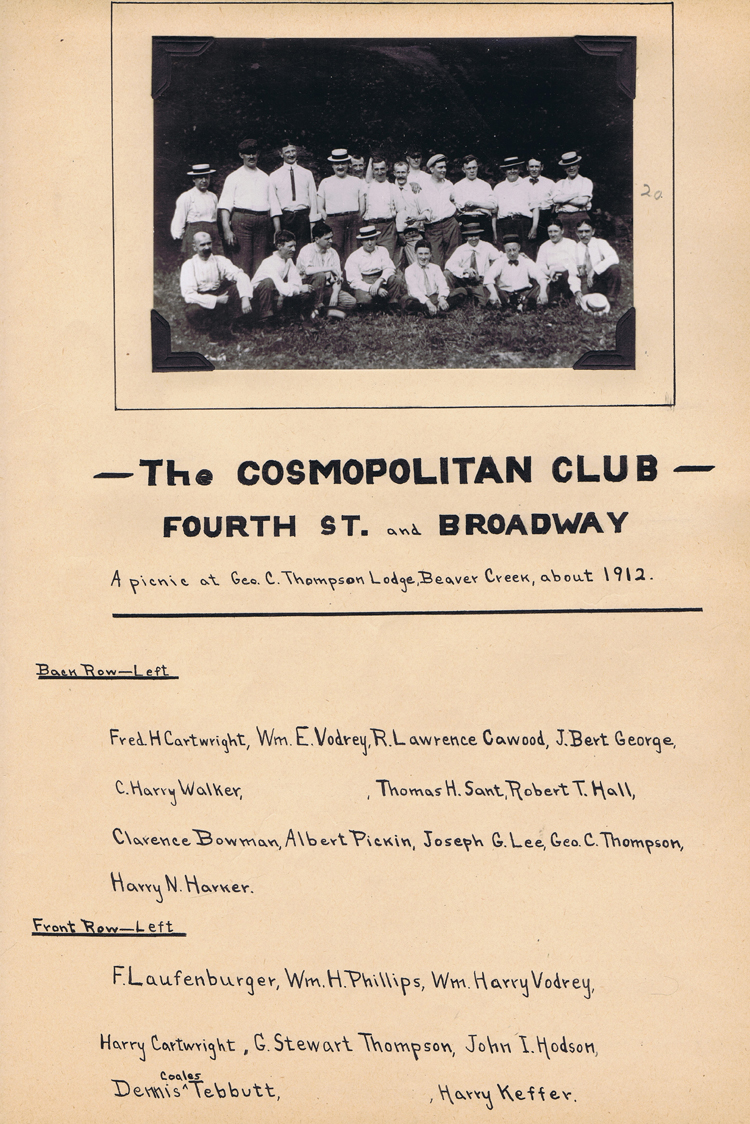 2a
— The COSMOPOLITAN CLUB —
FOURTH ST. and BROADWAY
A picnic at Geo. C. Thompson Lodge, Beaver Creek, about 1912.
Back Row—Left
Fred. H Cartwright, Wm. E. Vodrey, R. Lawrence Cawood, J. Bert George,
C. Harry Walker, , Thomas H. Sant, Robert T. Hall,
Clarence Bowman, Albert Pickin, Joseph G. Lee, Geo. C. Thompson,
Harry N. Harker.
Front Row—Left
F. Laufenburger, Wm. H. Phillips, Wm. Harry Vodrey,
Harry Cartwright, G. Stewart Thompson, John I. Hodson,
Coales
Dennis ^ Tebbutt, , Harry Keffer.